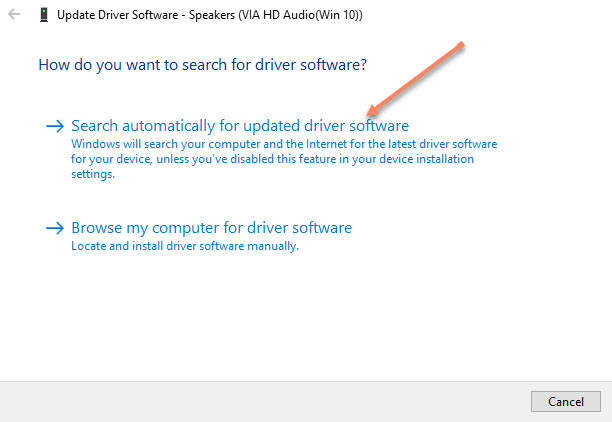 Update Driver Software - Speakers (VIA HD Audio(Win 10))
How do you want to search for driver software?
Search automatically for updated driver software
Windows will search your computer and the Internet for the latest driver software
for your device, unless you've disabled this feature in your device installation
settings.
Browse my computer for driver software
Locate and install driver software manually.
Cancel